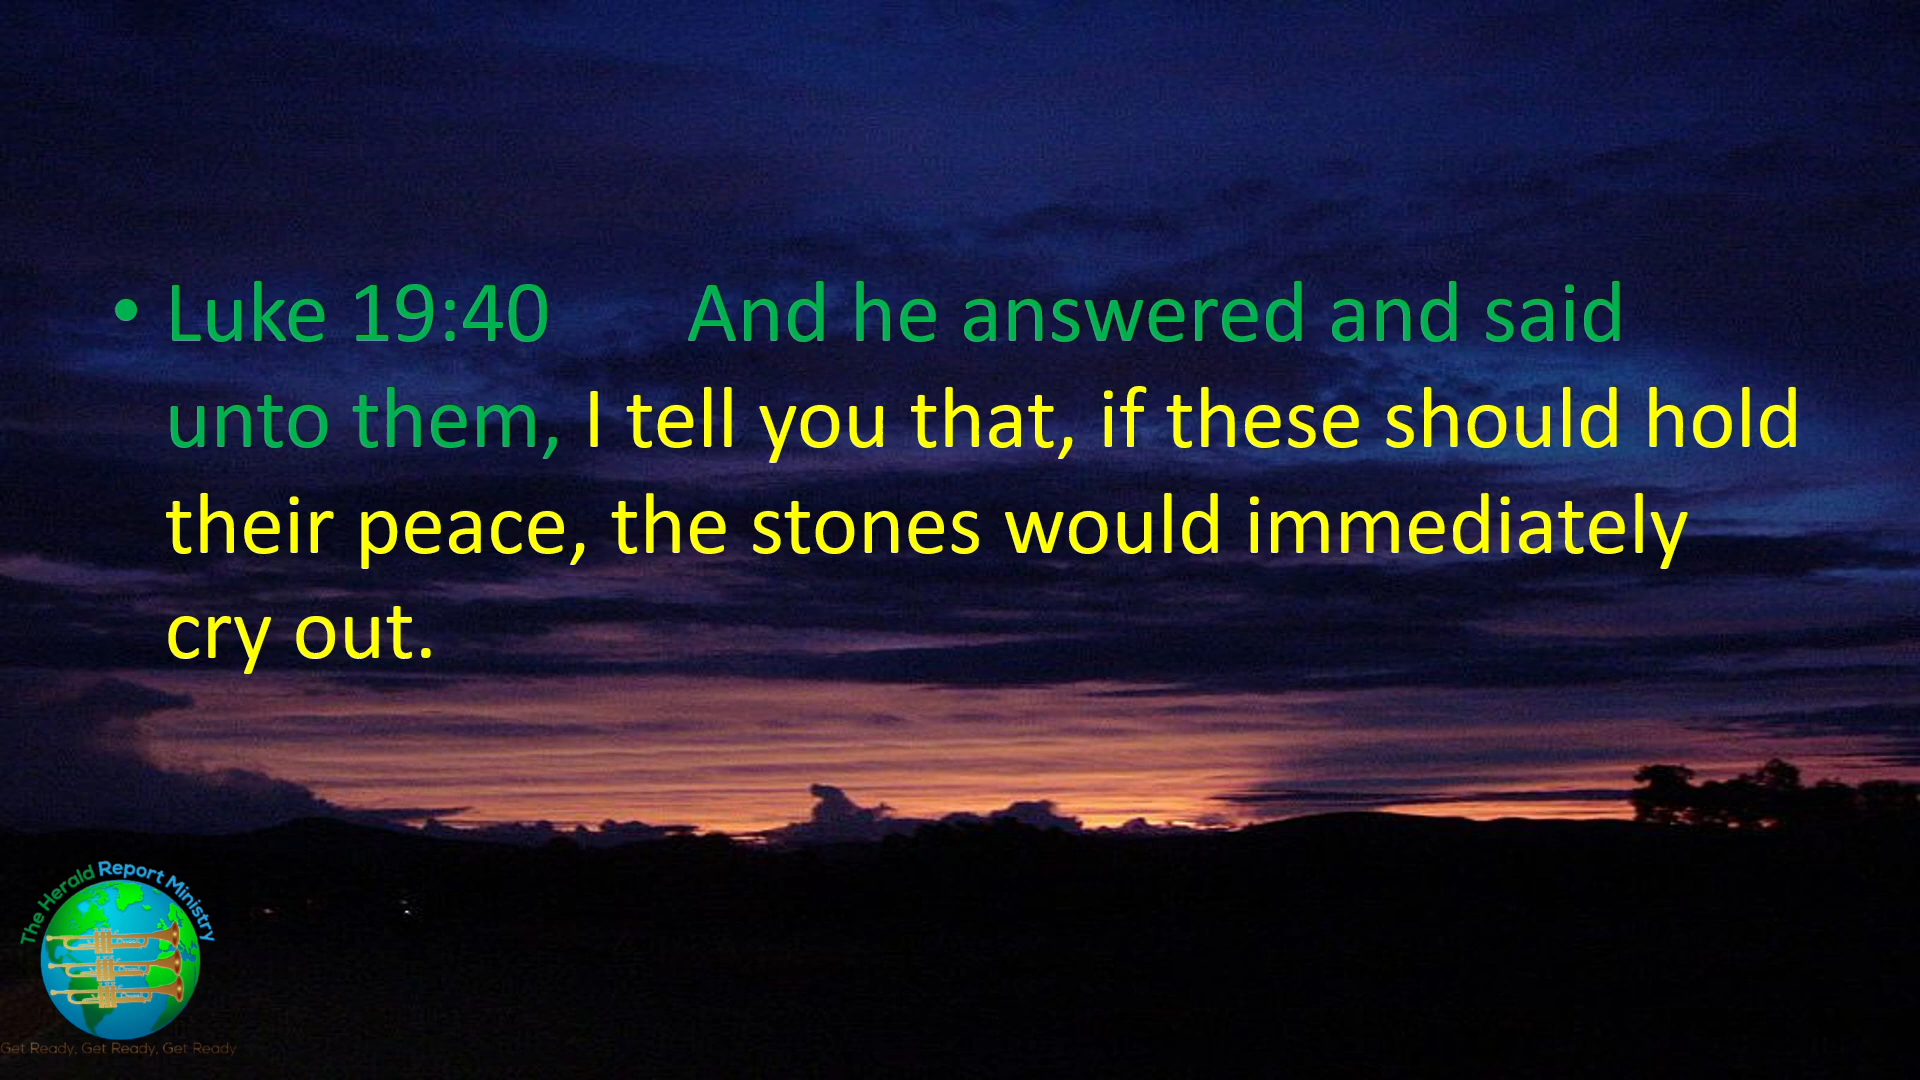 • Luke 19:40 And he answered and said
unto them, I tell you that, if these should hold
their peace, the stones would immediately
cry out.
The Herald Report Ministry
Get Ready, Get Ready, Get Ready